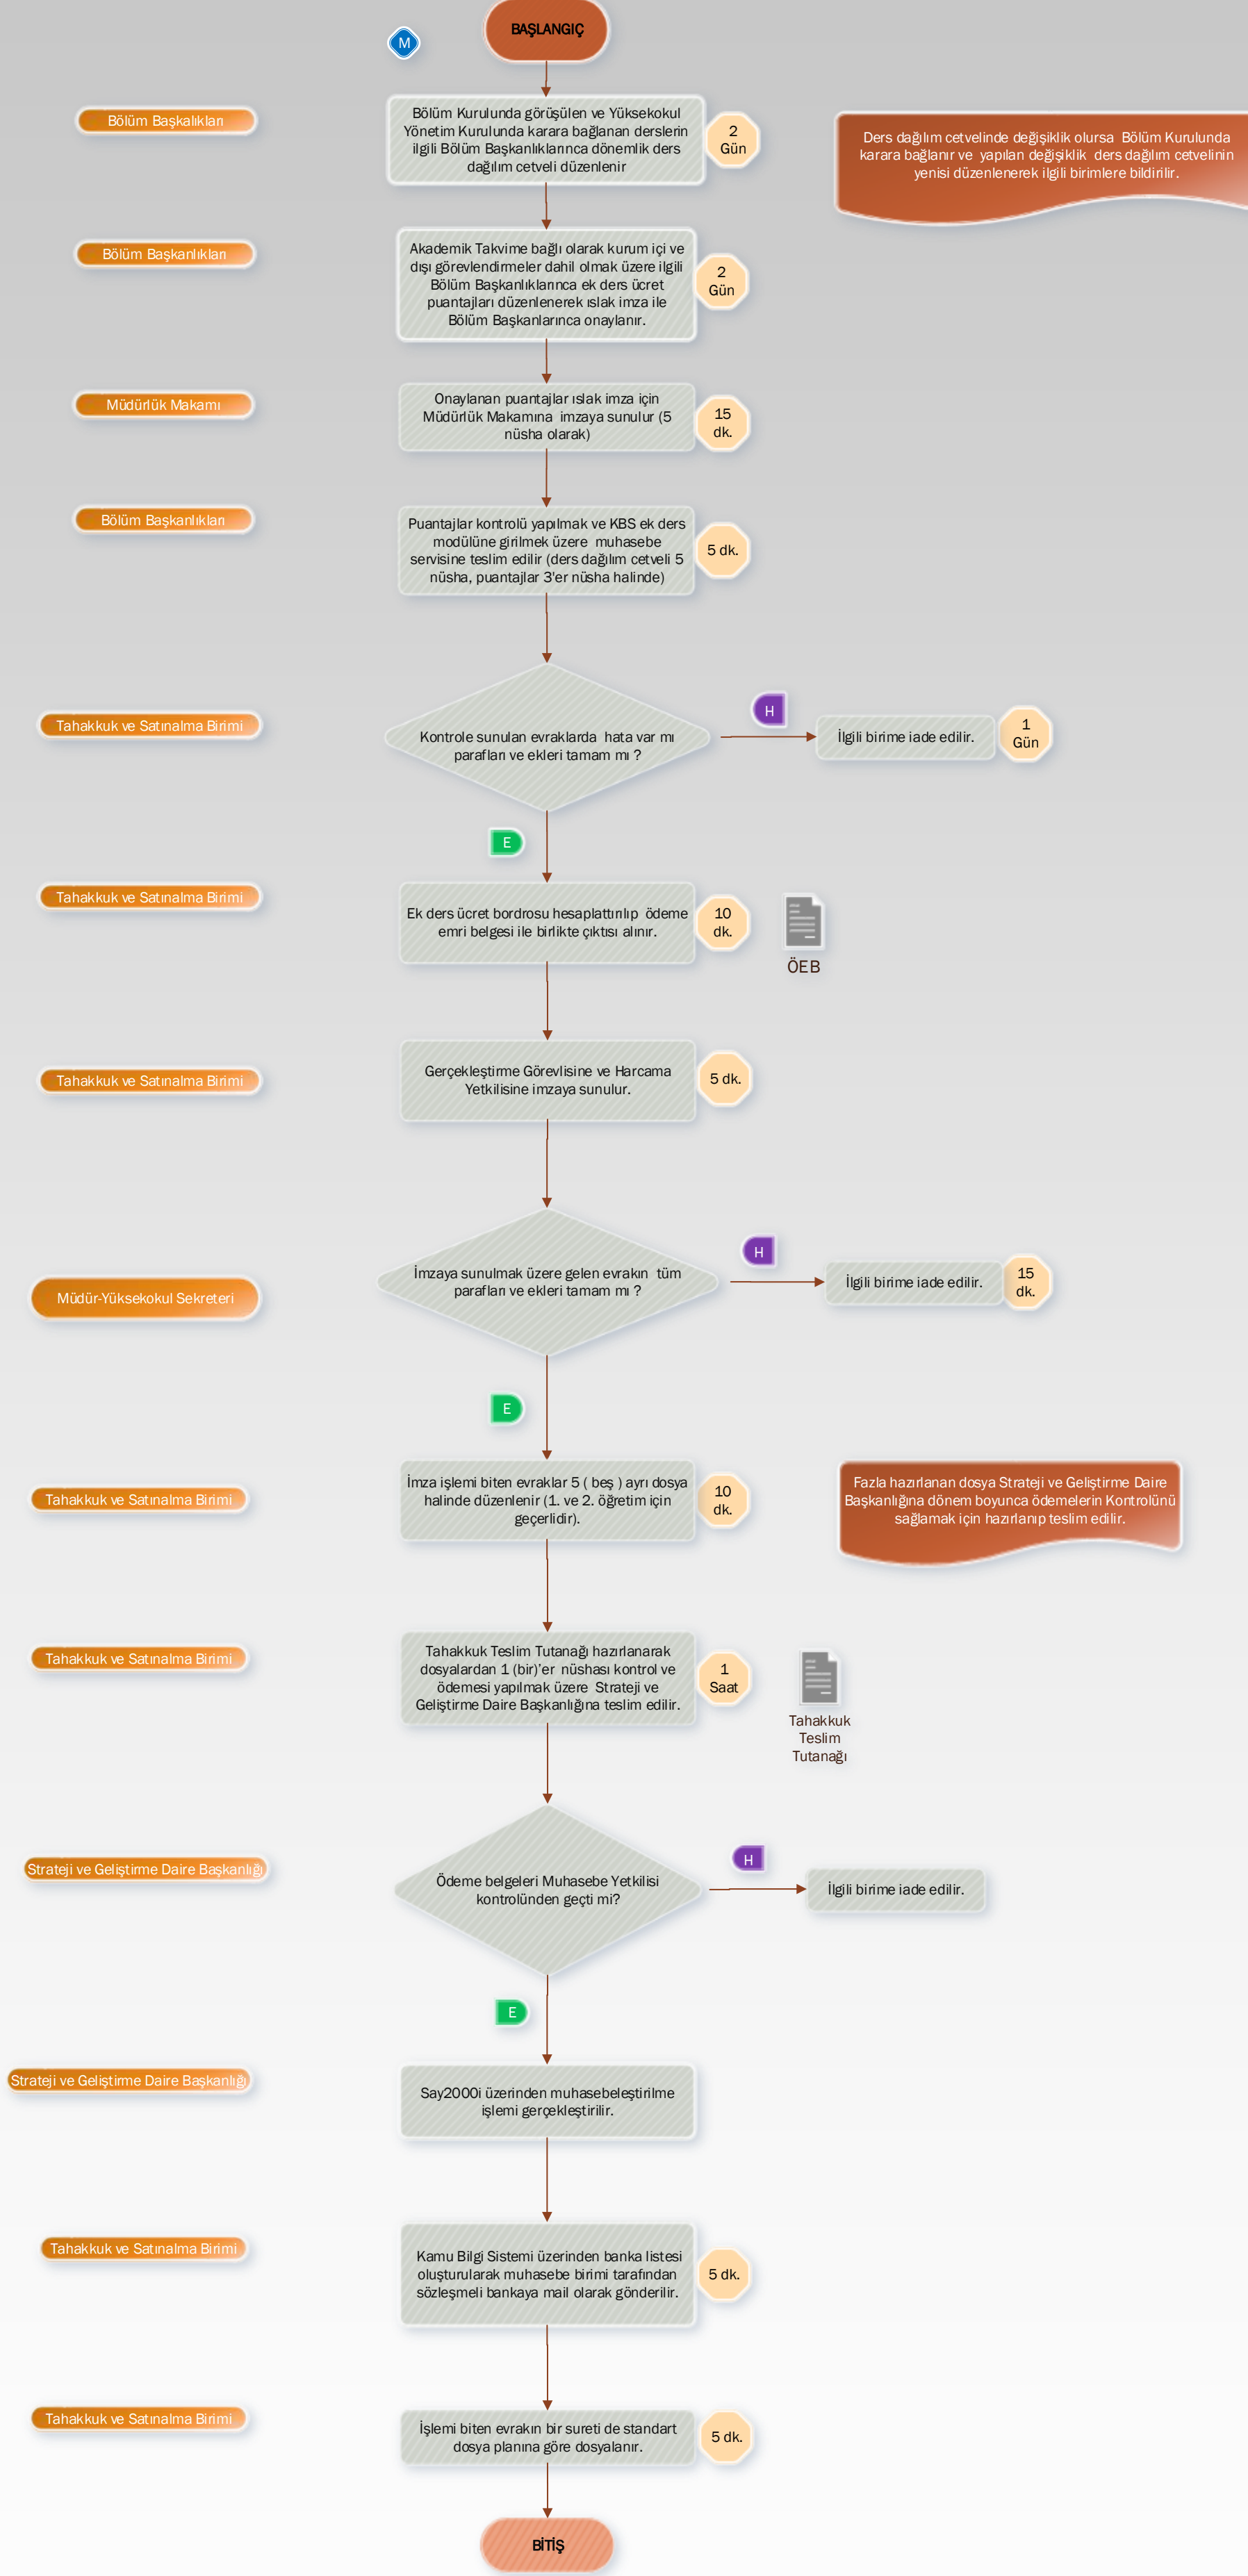 BAŞLANGIÇ
M
Bölüm Başkalıkları
Bölüm Kurulunda görüşülen ve Yüksekokul
Yönetim Kurulunda karara bağlanan derslerin
ilgili Bölüm Başkanlıklarınca dönemlik ders
dağılım cetveli düzenlenir
2
Gün
Ders dağılım cetvelinde değişiklik olursa Bölüm Kurulunda
karara bağlanır ve yapılan değişiklik ders dağılım cetvelinin
yenisi düzenlenerek ilgili birimlere bildirilir.
Bölüm Başkanlıkları
Akademik Takvime bağlı olarak kurum içi ve
dışı görevlendirmeler dahil olmak üzere ilgili
Bölüm Başkanlıklarınca ek ders ücret
puantajları düzenlenerek ıslak imza ile
Bölüm Başkanlarınca onaylanır.
2
Gün
Müdürlük Makamı
Onaylanan puantajlar ıslak imza için
Müdürlük Makamına imzaya sunulur (5
nüsha olarak)
15
dk.
Bölüm Başkanlıkları
Puantajlar kontrolü yapılmak ve KBS ek ders
modülüne girilmek üzere muhasebe
servisine teslim edilir (ders dağılım cetveli 5
nüsha, puantajlar 3'er nüsha halinde)
5 dk.
Tahakkuk ve Satınalma Birimi
Kontrole sunulan evraklarda hata var mı
parafları ve ekleri tamam mı ?
H
İlgili birime iade edilir.
1
Gün
E
Tahakkuk ve Satınalma Birimi
Ek ders ücret bordrosu hesaplattırılıp ödeme
emri belgesi ile birlikte çıktısı alınır.
10
dk.
ÖEB
Tahakkuk ve Satınalma Birimi
Gerçekleştirme Görevlisine ve Harcama
Yetkilisine imzaya sunulur.
5 dk.
Müdür-Yüksekokul Sekreteri
İmzaya sunulmak üzere gelen evrakın tüm
parafları ve ekleri tamam mı ?
H
İlgili birime iade edilir.
15
dk.
E
Tahakkuk ve Satınalma Birimi
İmza işlemi biten evraklar 5 ( beş ) ayrı dosya
halinde düzenlenir (1. ve 2. öğretim için
geçerlidir).
10
dk.
Fazla hazırlanan dosya Strateji ve Geliştirme Daire
Başkanlığına dönem boyunca ödemelerin Kontrolünü
sağlamak için hazırlanıp teslim edilir.
Tahakkuk ve Satınalma Birimi
Tahakkuk Teslim Tutanağı hazırlanarak
dosyalardan 1 (bir)’er nüshası kontrol ve
ödemesi yapılmak üzere Strateji ve
Geliştirme Daire Başkanlığına teslim edilir.
1
Saat
Tahakkuk
Teslim
Tutanağı
Strateji ve Geliştirme Daire Başkanlığı
Ödeme belgeleri Muhasebe Yetkilisi
kontrolünden geçti mi?
H
İlgili birime iade edilir.
E
Strateji ve Geliştirme Daire Başkanlığı
Say2000i üzerinden muhasebeleştirilme
işlemi gerçekleştirilir.
Tahakkuk ve Satınalma Birimi
Kamu Bilgi Sistemi üzerinden banka listesi
oluşturularak muhasebe birimi tarafından
sözleşmeli bankaya mail olarak gönderilir.
5 dk.
Tahakkuk ve Satınalma Birimi
İşlemi biten evrakın bir sureti de standart
dosya planına göre dosyalanır.
5 dk.
BİTİŞ